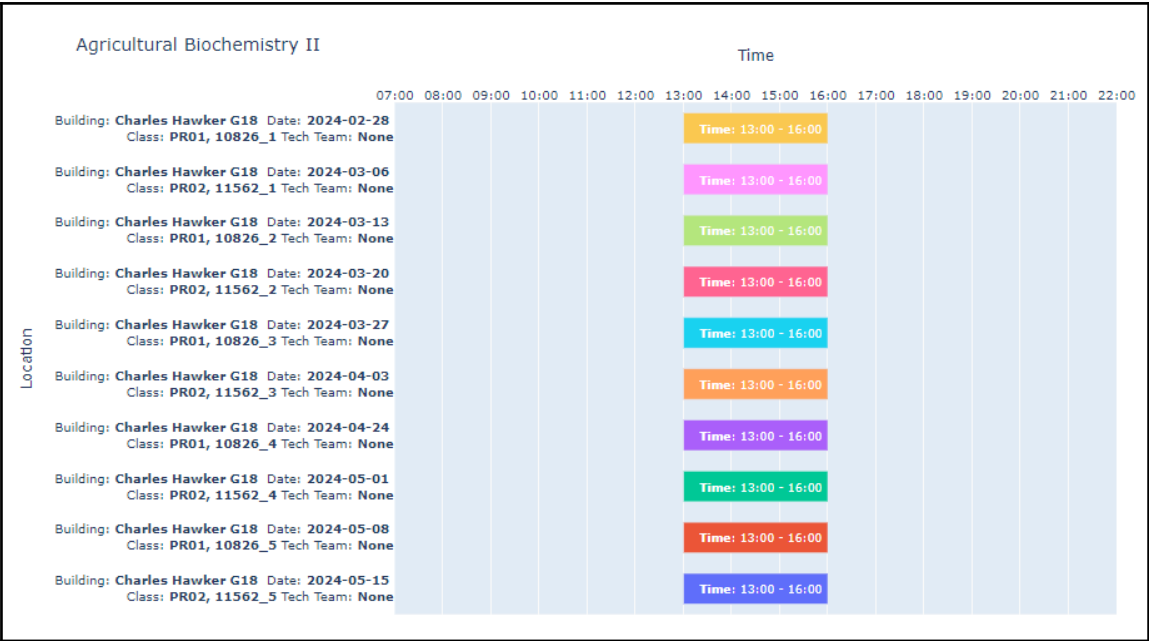 Agricultural Biochemistry II
Time
07:00 08:00 09:00 10:00 11:00 12:00 13:00 14:00 15:00 16:00 17:00 18:00 19:00 20:00 21:00 22:00
Location
Building: Charles Hawker G18 Date: 2024-02-28
Class: PR01, 10826_1 Tech Team: None
Time: 13:00 - 16:00
Building: Charles Hawker G18 Date: 2024-03-06
Class: PR02, 11562_1 Tech Team: None
Time: 13:00 - 16:00
Building: Charles Hawker G18 Date: 2024-03-13
Class: PR01, 10826_2 Tech Team: None
Time: 13:00 - 16:00
Building: Charles Hawker G18 Date: 2024-03-20
Class: PR02, 11562_2 Tech Team: None
Time: 13:00 - 16:00
Building: Charles Hawker G18 Date: 2024-03-27
Class: PR01, 10826_3 Tech Team: None
Time: 13:00 - 16:00
Building: Charles Hawker G18 Date: 2024-04-03
Class: PR02, 11562_3 Tech Team: None
Time: 13:00 - 16:00
Building: Charles Hawker G18 Date: 2024-04-24
Class: PR01, 10826_4 Tech Team: None
Time: 13:00 - 16:00
Building: Charles Hawker G18 Date: 2024-05-01
Class: PR02, 11562_4 Tech Team: None
Time: 13:00 - 16:00
Building: Charles Hawker G18 Date: 2024-05-08
Class: PR01, 10826_5 Tech Team: None
Time: 13:00 - 16:00
Building: Charles Hawker G18 Date: 2024-05-15
Class: PR02, 11562_5 Tech Team: None
Time: 13:00 - 16:00